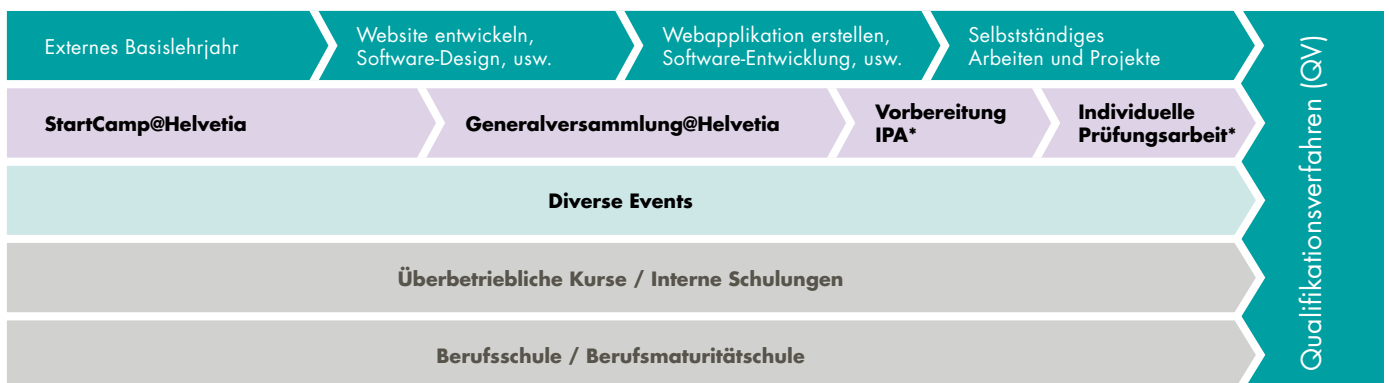 Externes Basislehrjahr
Website entwickeln,
Software-Design, usw.
Webapplikation erstellen,
Software-Entwicklung, usw.
Selbstständiges
Arbeiten und Projekte
StartCamp@Helvetia
Generalversammlung@Helvetia
Vorbereitung
IPA*
Individuelle
Prüfungsarbeit*
Diverse Events
Überbetriebliche Kurse / Interne Schulungen
Berufsschule / Berufsmaturitätschule
Qualifikationsverfahren (QV)